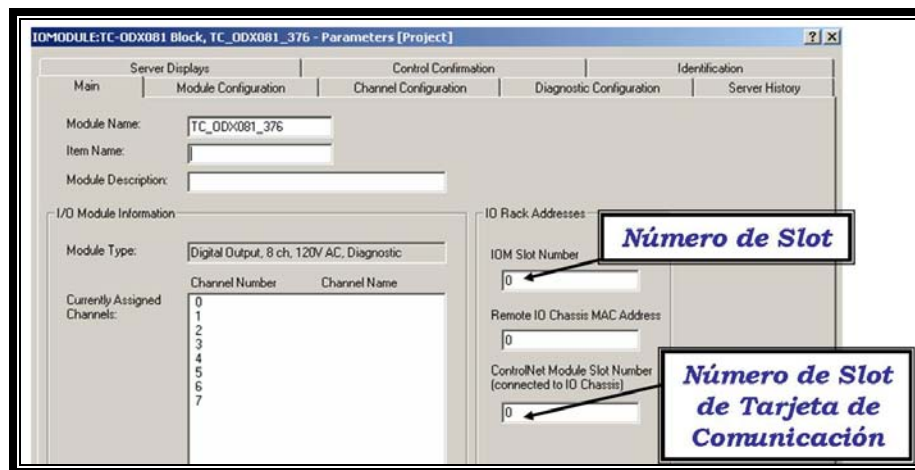 IOMODULE:TC-ODX081 Block, TC_ODX081_376 - Parameters [Project]
Server Displays
Control Confirmation
Identification
Main
Module Configuration
Channel Configuration
Diagnostic Configuration
Server History
Module Name:
TC_ODX081_376
Item Name:
Module Description:
I/O Module Information
Module Type:
Digital Output, 8 ch, 120V AC, Diagnostic
Channel Number
Channel Name
Currently Assigned
Channels:
0
1
2
3
4
5
6
7
IO Rack Addresses
Número de Slot
IOM Slot Number
0
Remote IO Chassis MAC Address
0
ControlNet Module Slot Number
(connected to IO Chassis)
0
Número de Slot
de Tarjeta de
Comunicación